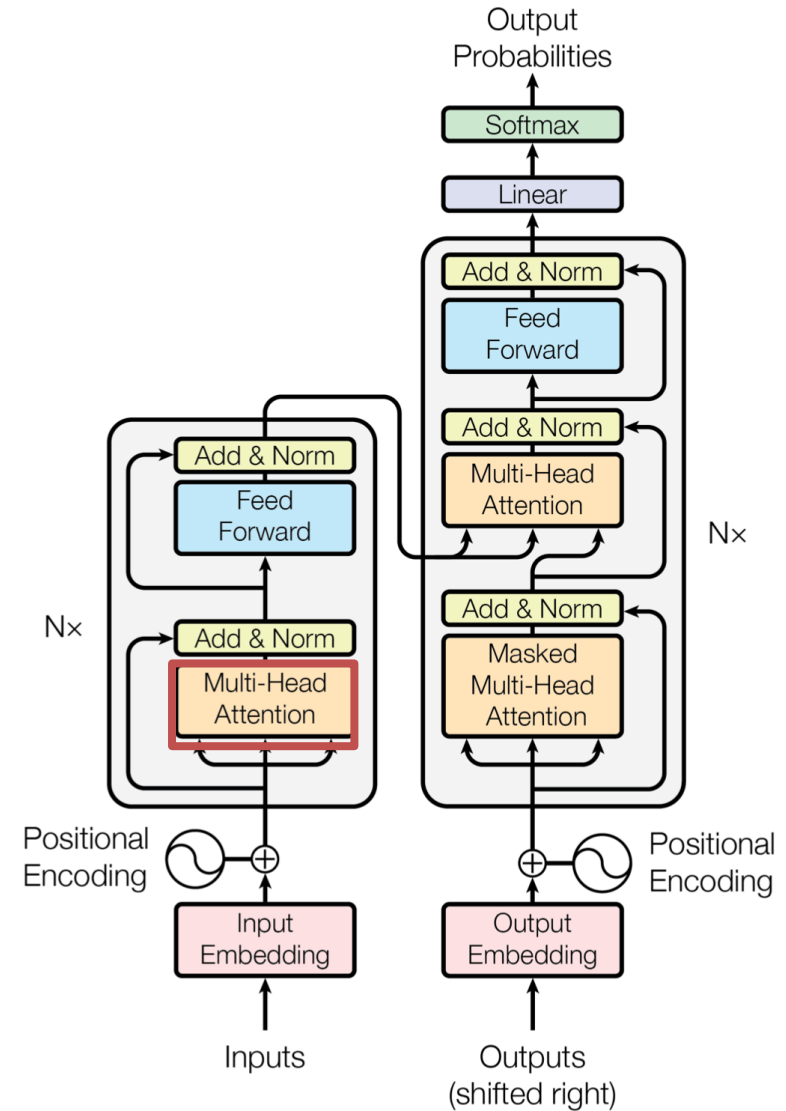 Output
Probabilities
Softmax
Linear
Add & Norm
Feed
Forward
Add & Norm
Multi-Head
Attention
N×
Add & Norm
Masked
Multi-Head
Attention
Add & Norm
Feed
Forward
N×
Add & Norm
Multi-Head
Attention
Positional
Encoding
Positional
Encoding
Input
Embedding
Output
Embedding
Inputs
Outputs
(shifted right)